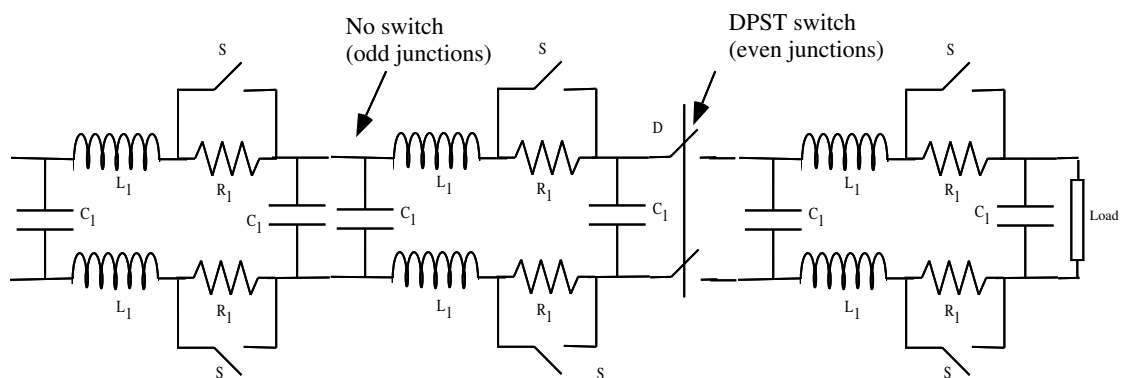 No switch
(odd junctions)
DPST switch
(even junctions)
S
S
S
D
L1
R1
L1
R1
L1
R1
C1
C1
C1
C1
C1
C1
Load
L1
R1
L1
R1
L1
R1
S
S
S